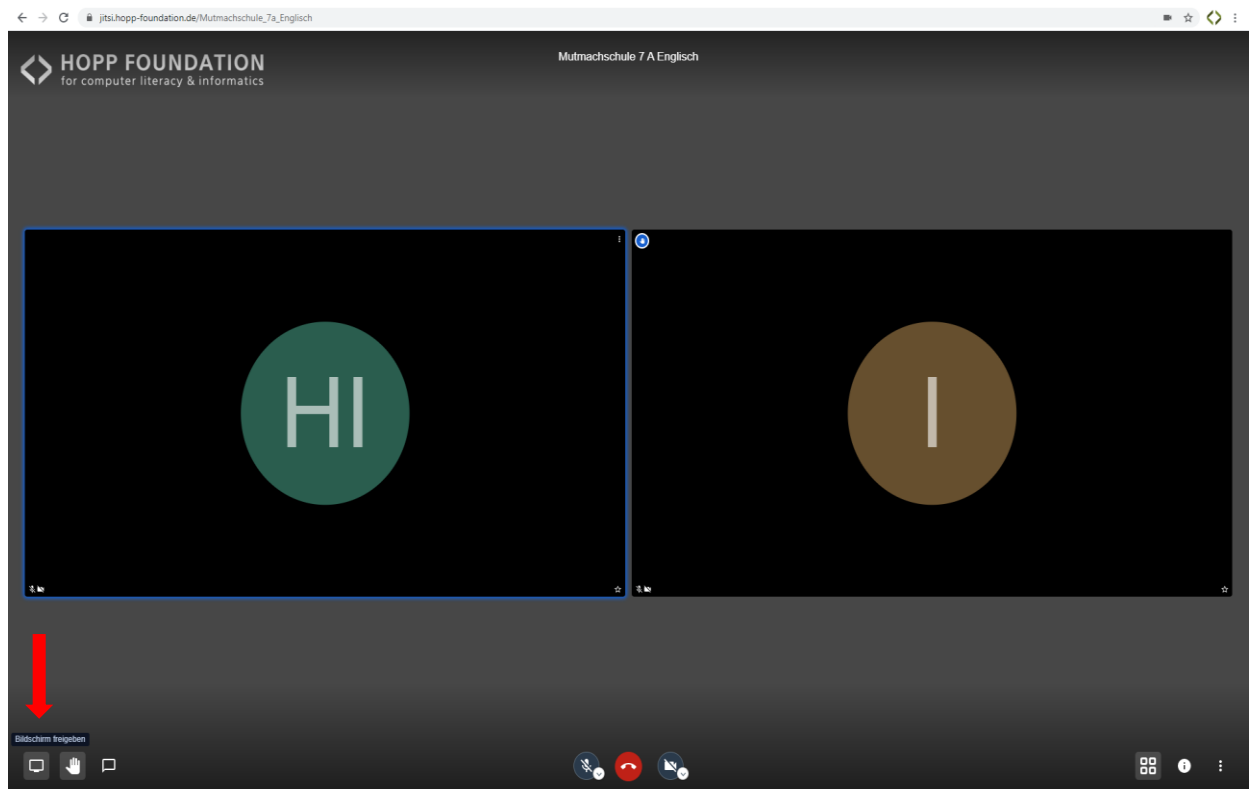 jitsi.hopp-foundation.de/Mutmachschule_7a_Englisch
HOPP FOUNDATION
for computer literacy & informatics
Mutmachschule 7 A Englisch
HI
I
Bildschirm freigeben